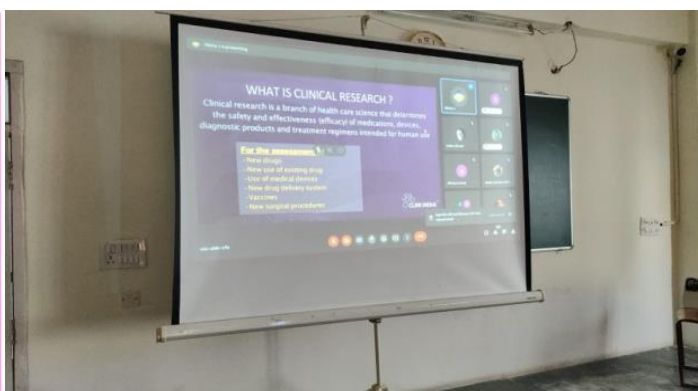 WHAT IS CLINICAL RESEARCH ?
Clinical research is a branch of health care science that determines
the safety and effectiveness (efficacy) of medications, devices,
diagnostic products and treatment regimens intended for human use
For the assessment
-New drugs
-New use of existing drug
-Use of medical devices
-New drug delivery system
-Vaccines
-New surgical procedures
CLINI INDIA